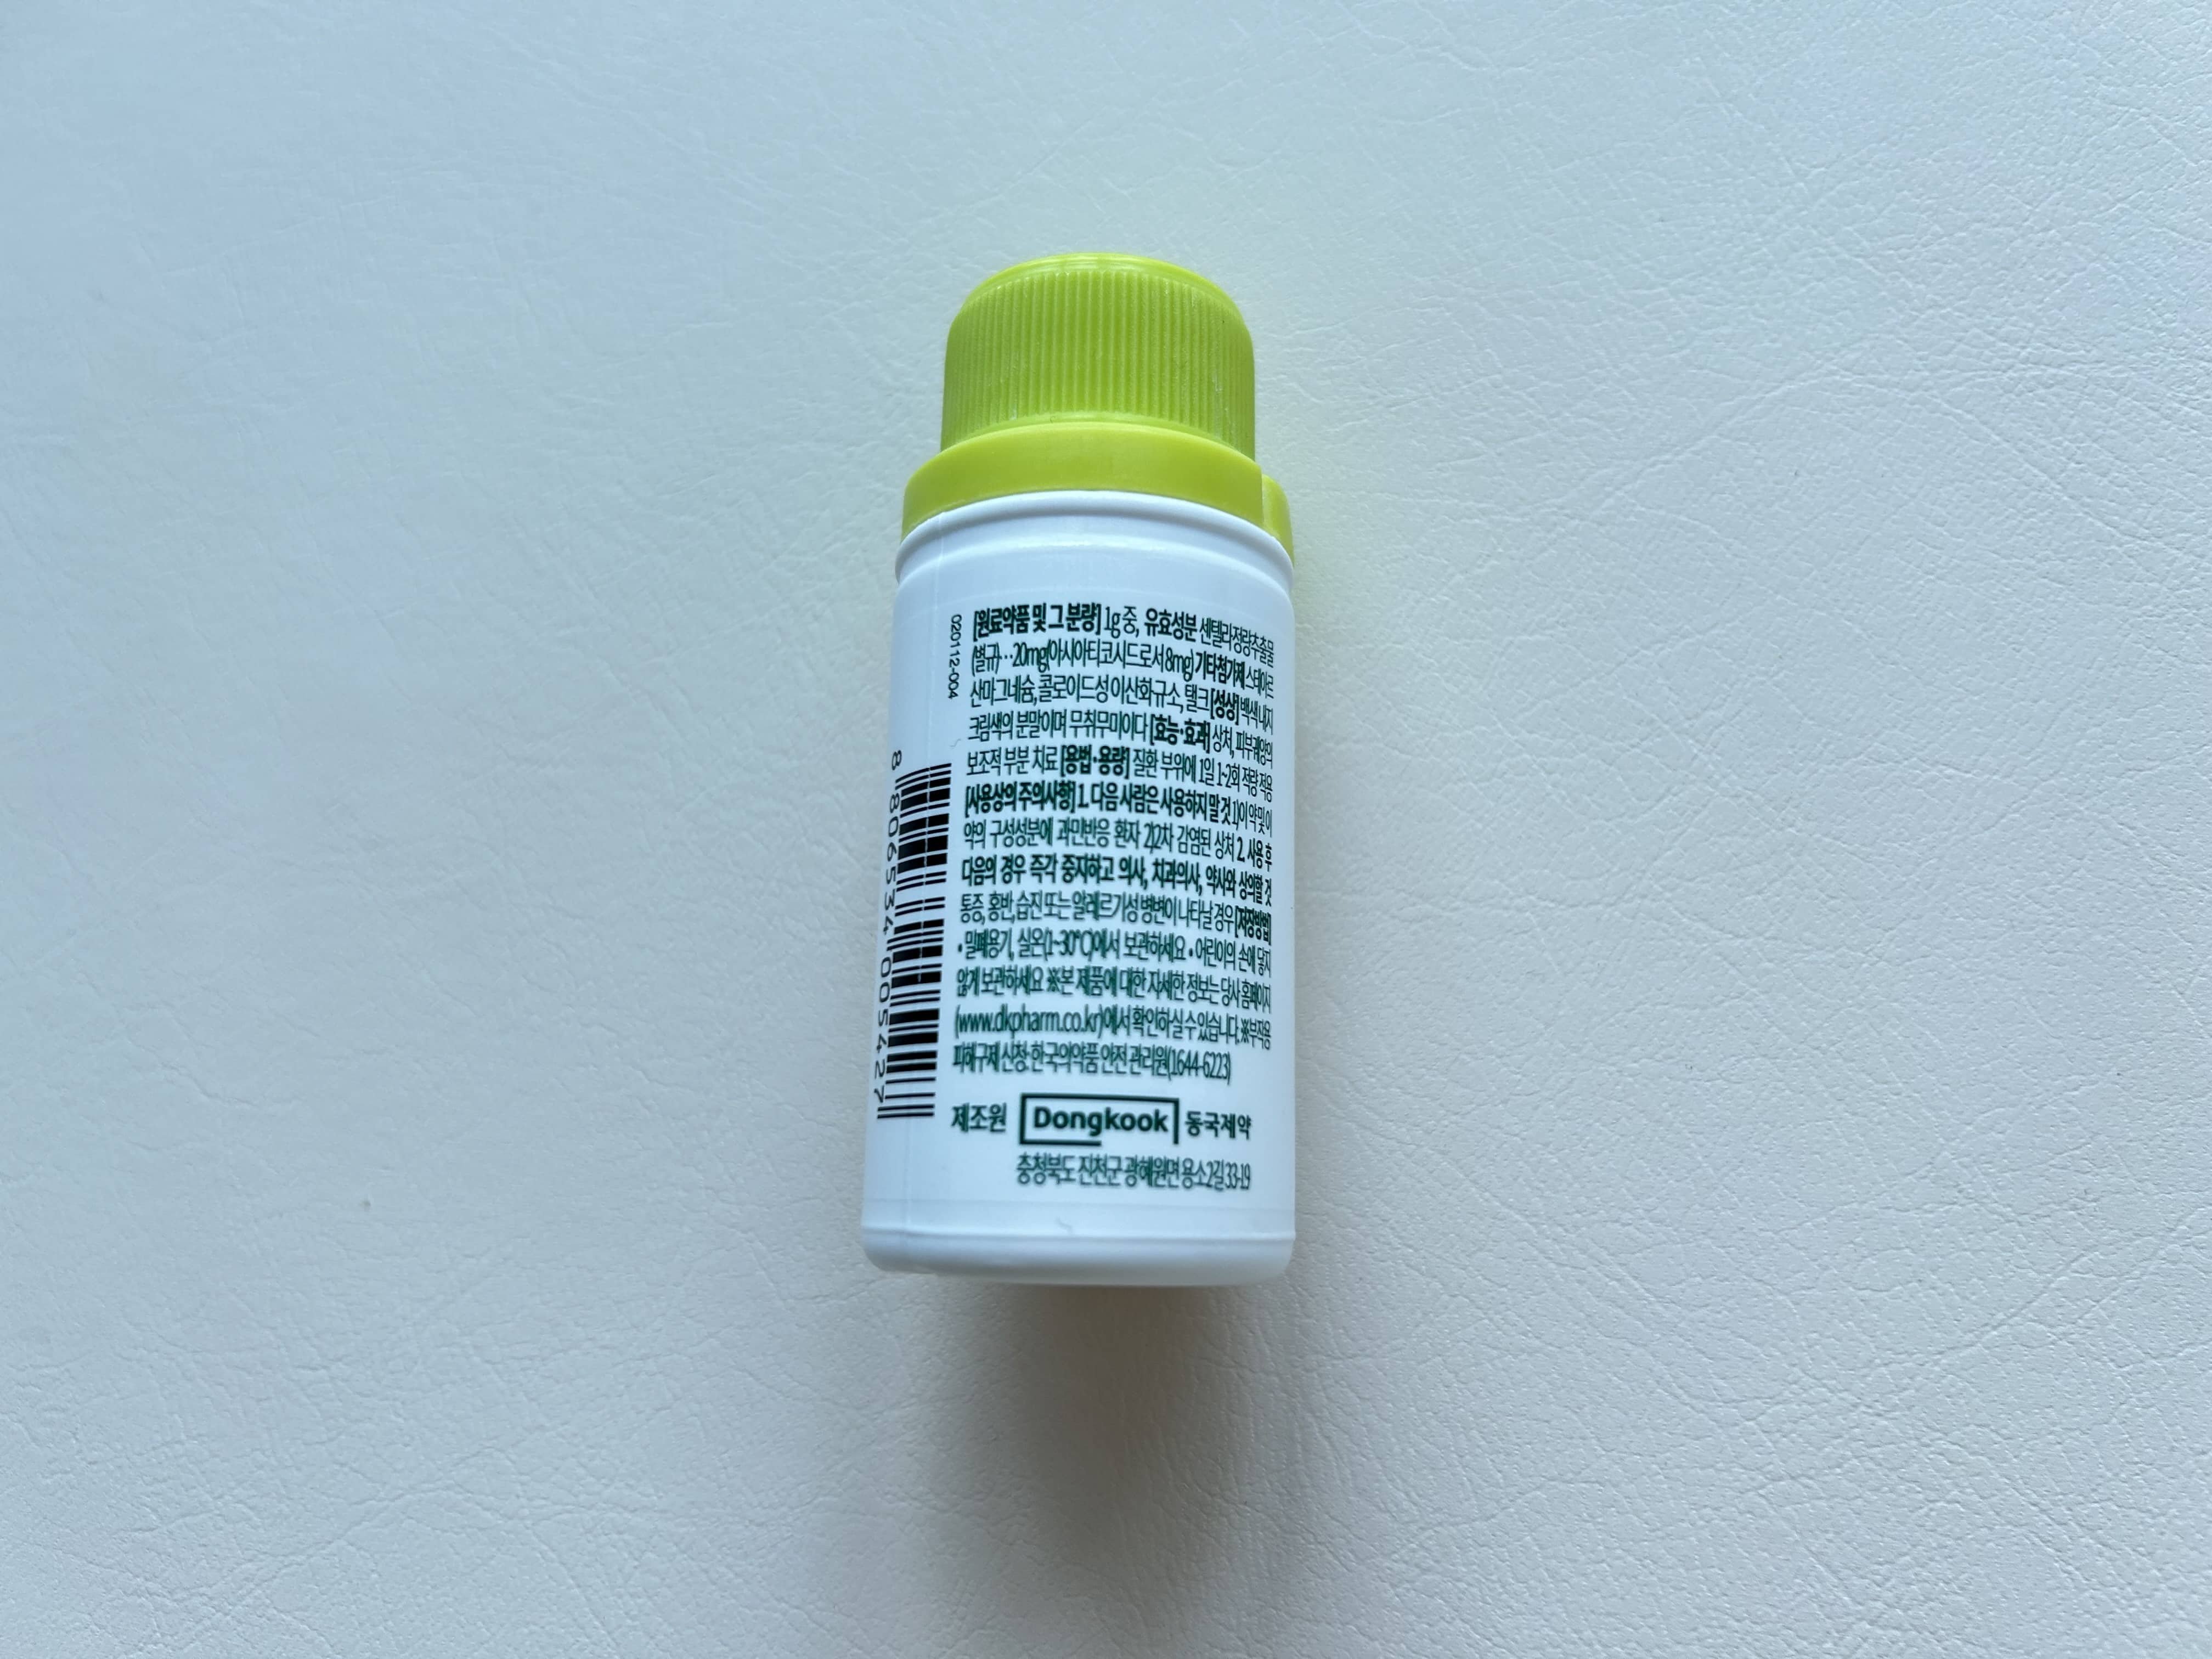 020112-004
8 806534 005427
[원료약품 및 그 분량] 1g 중, 유효성분 센텔라정량추출물
(별규)…20mg(아시아티코시드로서 8mg) 기타첨가제 스테아르
산마그네슘, 콜로이드성이산화규소, 탤크 [성상] 백색 내지
크림색의 분말이며 무취무미이다 [효능·효과] 상처, 피부궤양의
보조적 부분 치료 [용법·용량] 질환 부위에 1일 1~2회 적량 적용
[사용상의 주의사항] 1. 다음 사람은 사용하지 말 것 1)이 약 및 이
약의 구성성분에 과민반응 환자 2)2차 감염된 상처 2. 사용 후
다음의 경우 즉각 중지하고 의사, 치과의사, 약사와 상의할 것
통증, 홍반, 습진 또는 알레르기성 병변이 나타날 경우 [저장방법]
• 밀폐용기, 실온(1~30°C)에서 보관하세요 • 어린이의 손에 닿지
않게 보관하세요 ※본 제품에 대한 자세한 정보는 당사 홈페이지
(www.dkpharm.co.kr)에서 확인하실 수 있습니다. ※부작용
피해구제 신청: 한국의약품 안전 관리원(1644-6223)
제조원 Dongkook 동국제약
충청북도 진천군 광혜원면 용소2길 33-19